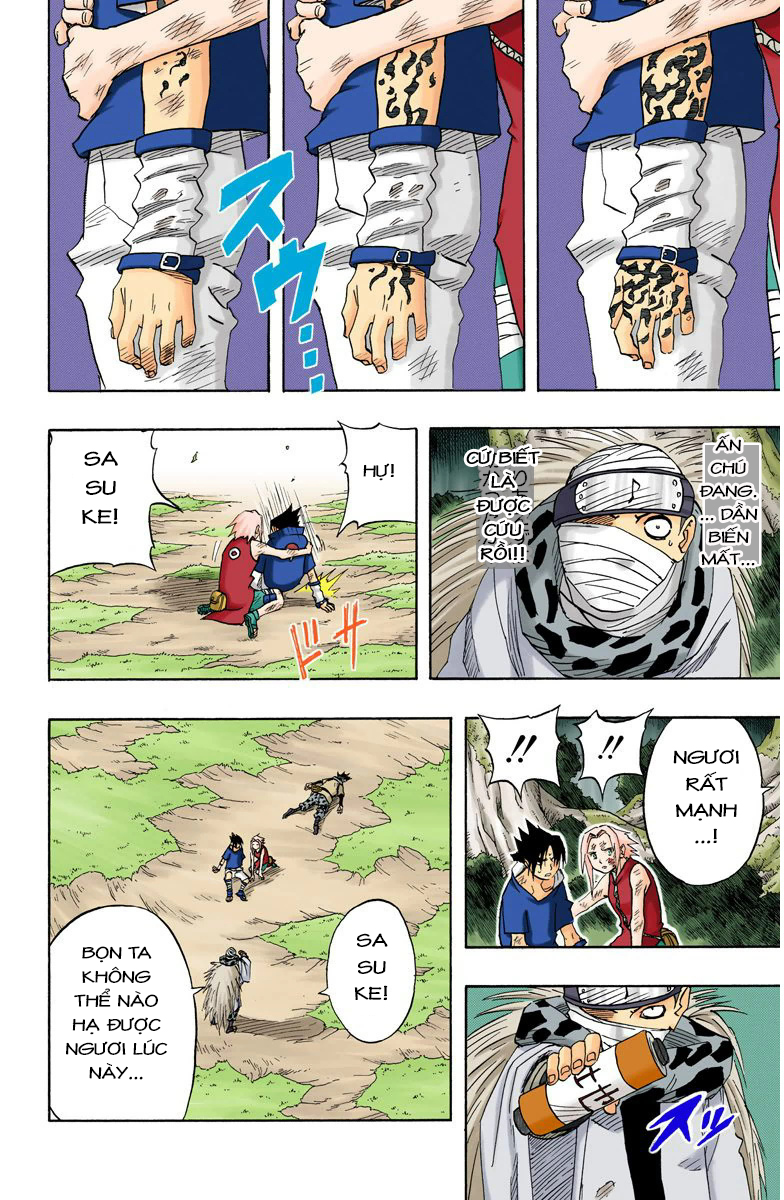 スゥ…
ẤN
CHÚ
ĐANG.
... DẦN
BIẾN
MẤT...
CỨ BIẾT
LÀ
ĐƯỢC
CỨU
RỒI!!
HỰ!
SA
SU
KE!
ドサ
NGƯƠI
RẤT
MẠNH
...!
!!
!!
SA
SU
KE!
BỌN TA
KHÔNG
THỂ NÀO
HẠ ĐƯỢC
NGƯƠI LÚC
NÀY...
スッ